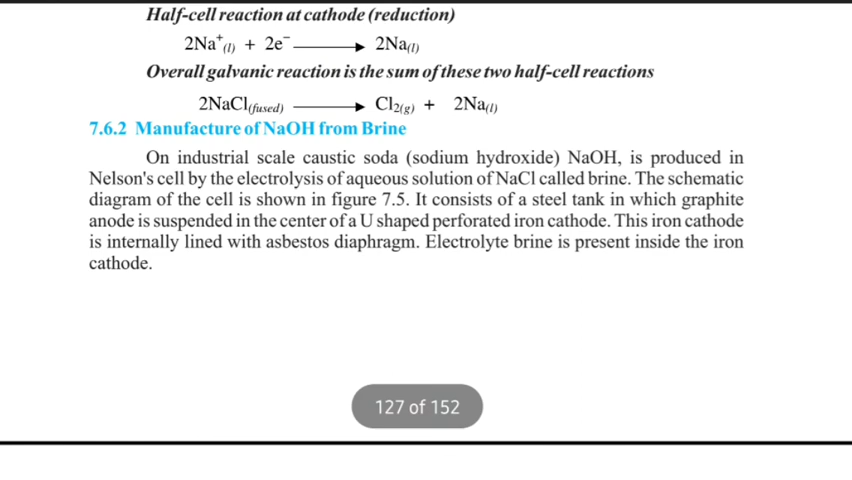 Half-cell reaction at cathode (reduction)
2Na⁺(l) + 2e⁻ ⟶ 2Na(l)
Overall galvanic reaction is the sum of these two half-cell reactions
2NaCl(fused) ⟶ Cl₂(g) + 2Na(l)
7.6.2 Manufacture of NaOH from Brine
On industrial scale caustic soda (sodium hydroxide) NaOH, is produced in
Nelson's cell by the electrolysis of aqueous solution of NaCl called brine. The schematic
diagram of the cell is shown in figure 7.5. It consists of a steel tank in which graphite
anode is suspended in the center of a U shaped perforated iron cathode. This iron cathode
is internally lined with asbestos diaphragm. Electrolyte brine is present inside the iron
cathode.
127 of 152